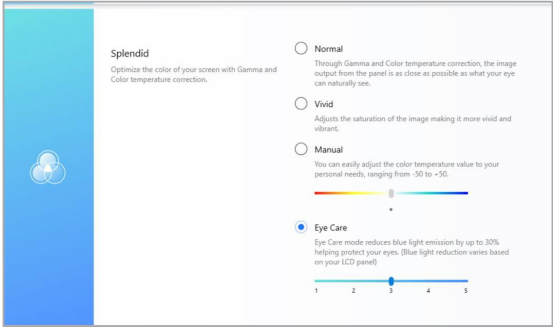 Splendid
Optimize the color of your screen with Gamma and
Color temperature correction.
Normal
Through Gamma and Color temperature correction, the image
output from the panel is as close as possible as what your eye
can naturally see.
Vivid
Adjusts the saturation of the image making it more vivid and
vibrant.
Manual
You can easily adjust the color temperature value to your
personal needs, ranging from -50 to +50.
Eye Care
Eye Care mode reduces blue light emission by up to 30%
helping protect your eyes. (Blue light reduction varies based
on your LCD panel)
1 2 3 4 5